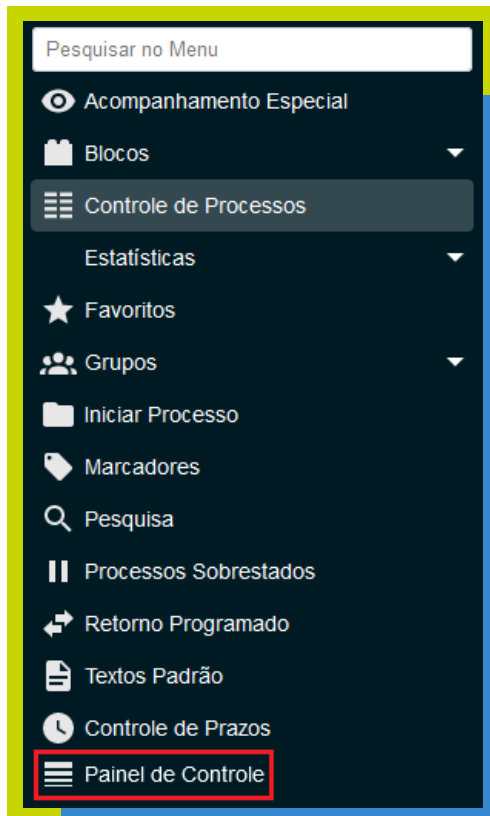 Pesquisar no Menu
Acompanhamento Especial
Blocos
Controle de Processos
Estatísticas
Favoritos
Grupos
Iniciar Processo
Marcadores
Pesquisa
Processos Sobrestados
Retorno Programado
Textos Padrão
Controle de Prazos
Painel de Controle